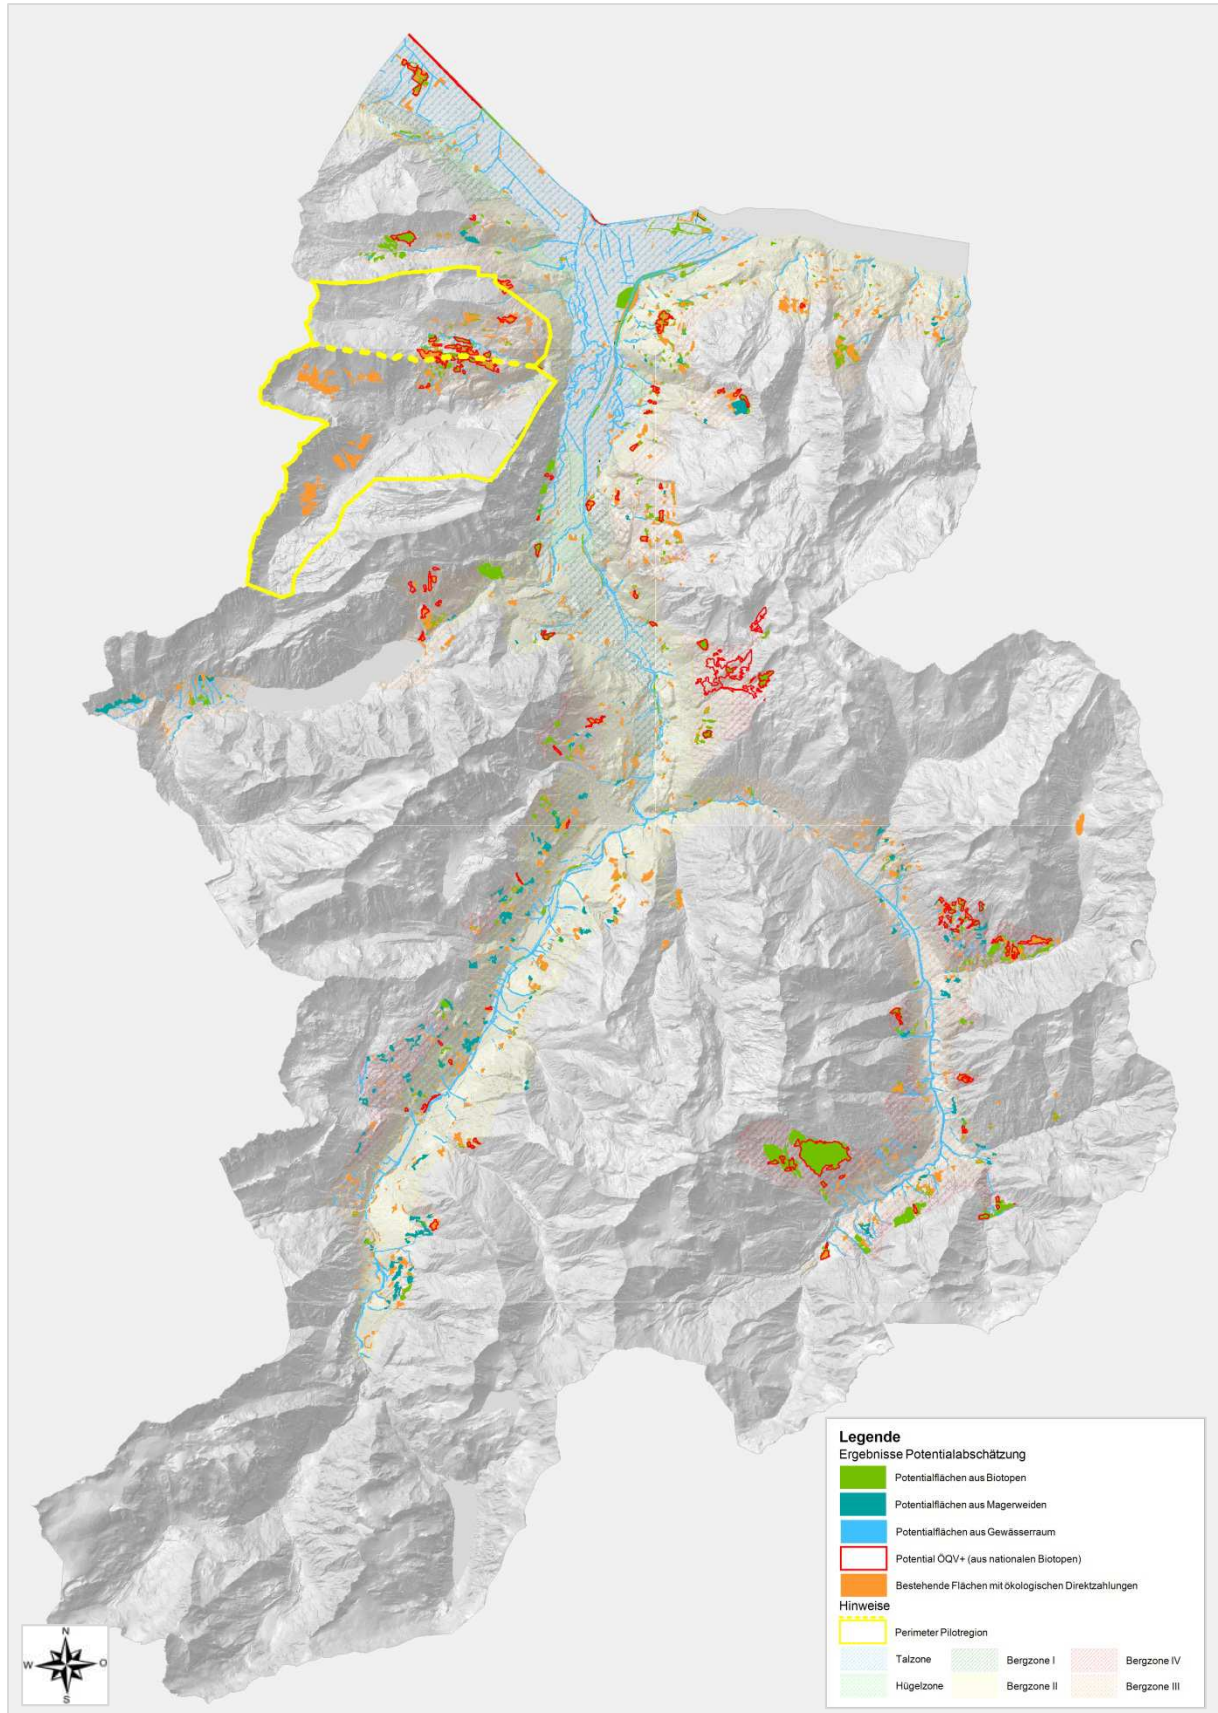 Legende
Ergebnisse Potentialabschätzung
Potentialflächen aus Biotopen
Potentialflächen aus Magerweiden
Potentialflächen aus Gewässerraum
Potential ÖQV+ (aus nationalen Biotopen)
Bestehende Flächen mit ökologischen Direktzahlungen
Hinweise
Perimeter Pilotregion
Talzone Bergzone I Bergzone IV
Hügelzone Bergzone II Bergzone III
N
W O
S